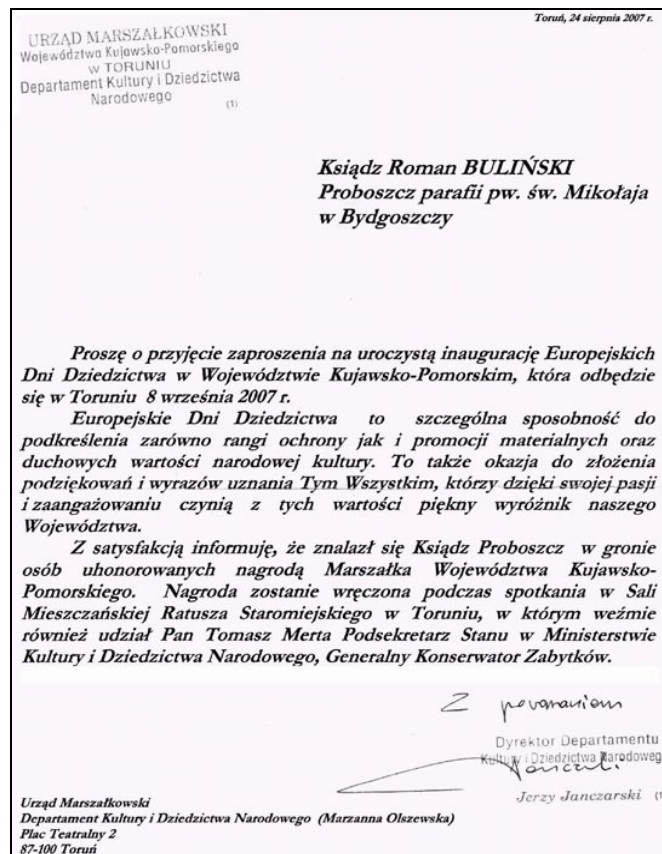 Toruń, 24 sierpnia 2007 r.
URZĄD MARSZAŁKOWSKI
Województwa Kujawsko-Pomorskiego
w TORUNIU
Departament Kultury i Dziedzictwa
Narodowego
(1)
Ksiądz Roman BULIŃSKI
Proboszcz parafii pw. św. Mikołaja
w Bydgoszczy
Proszę o przyjęcie zaproszenia na uroczystą inaugurację Europejskich
Dni Dziedzictwa w Województwie Kujawsko-Pomorskim, która odbędzie
się w Toruniu 8 września 2007 r.
Europejskie Dni Dziedzictwa to szczególna sposobność do
podkreślenia zarówno rangi ochrony jak i promocji materialnych oraz
duchowych wartości narodowej kultury. To także okazja do złożenia
podziękowań i wyrazów uznania Tym Wszystkim, którzy dzięki swojej pasji
i zaangażowaniu czynią z tych wartości piękny wyróżnik naszego
Województwa.
Z satysfakcją informuję, że znalazł się Ksiądz Proboszcz w gronie
osób uhonorowanych nagrodą Marszałka Województwa Kujawsko-
Pomorskiego. Nagroda zostanie wręczona podczas spotkania w Sali
Mieszczańskiej Ratusza Staromiejskiego w Toruniu, w którym weźmie
również udział Pan Tomasz Merta Podsekretarz Stanu w Ministerstwie
Kultury i Dziedzictwa Narodowego, Generalny Konserwator Zabytków.
Z poważaniem
Dyrektor Departamentu
Kultury i Dziedzictwa Narodoweg
Jerzy Janczarski (1
Urząd Marszałkowski
Departament Kultury i Dziedzictwa Narodowego (Marzanna Olszewska)
Plac Teatralny 2
87-100 Toruń